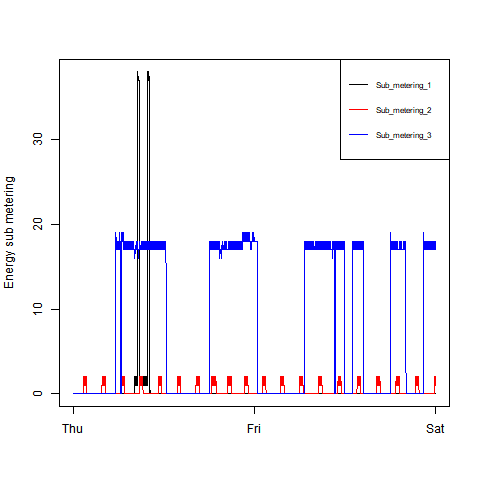 Sub_metering_1
Sub_metering_2
Sub_metering_3
Energy sub metering
30
20
10
0
Thu
Fri
Sat